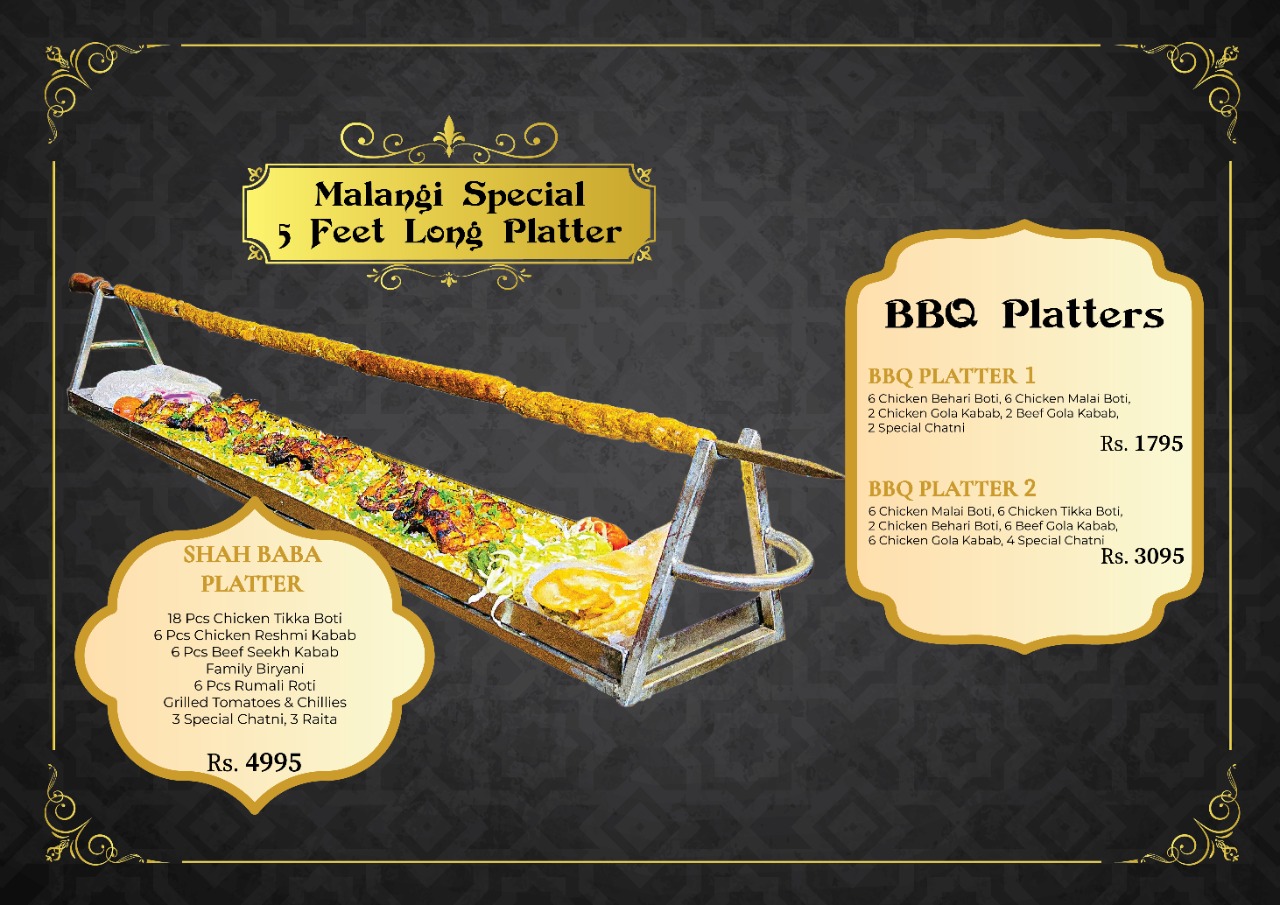 Malangi Special
5 Feet Long Platter
SHAH BABA
PLATTER
18 Pcs Chicken Tikka Boti
6 Pcs Chicken Reshmi Kabab
6 Pcs Beef Seekh Kabab
Family Biryani
6 Pcs Rumali Roti
Grilled Tomatoes & Chillies
3 Special Chatni, 3 Raita
Rs. 4995
BBQ Platters
BBQ PLATTER 1
6 Chicken Behari Boti, 6 Chicken Malai Boti,
2 Chicken Gola Kabab, 2 Beef Gola Kabab,
2 Special Chatni
Rs. 1795
BBQ PLATTER 2
6 Chicken Malai Boti, 6 Chicken Tikka Boti,
2 Chicken Behari Boti, 6 Beef Gola Kabab,
6 Chicken Gola Kabab, 4 Special Chatni
Rs. 3095